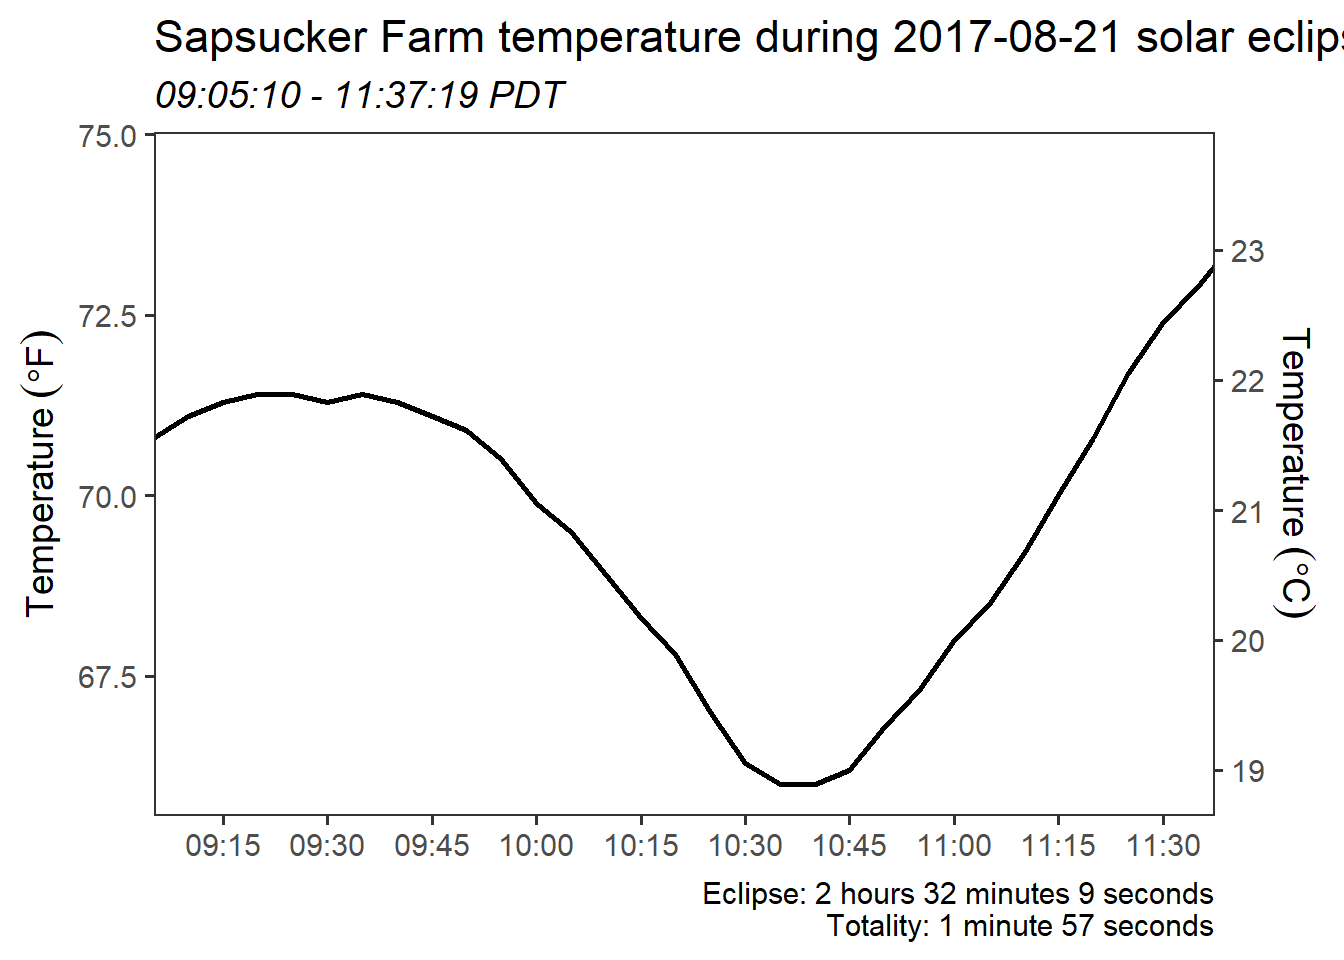 Sapsucker Farm temperature during 2017-08-21 solar eclips
09:05:10 - 11:37:19 PDT
75.0
72.5
70.0
67.5
Temperature (°F)
23
22
21
20
19
Temperature (°C)
09:15 09:30 09:45 10:00 10:15 10:30 10:45 11:00 11:15 11:30
Eclipse: 2 hours 32 minutes 9 seconds
Totality: 1 minute 57 seconds